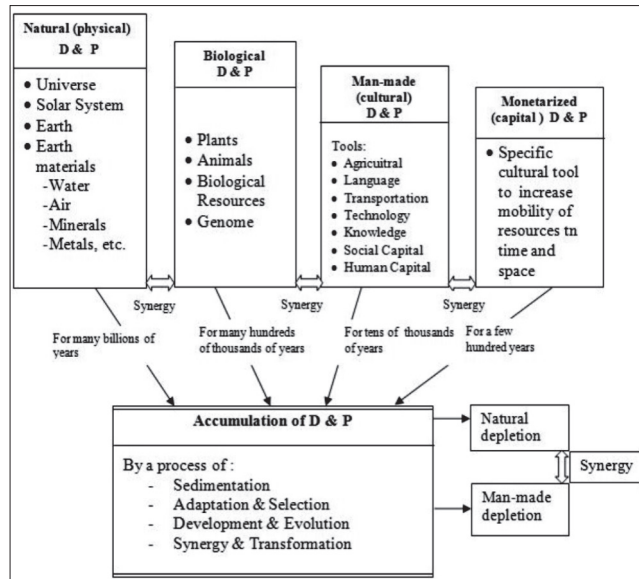 Natural (physical)
D & P
• Universe
• Solar System
• Earth
• Earth
materials
-Water
-Air
-Minerals
-Metals, etc.
Biological
D & P
• Plants
• Animals
• Biological
Resources
• Genome
Man-made
(cultural)
D & P
Tools:
• Agricuitral
• Language
• Transportation
• Technology
• Knowledge
• Social Capital
• Human Capital
Monetarized
(capital ) D & P
• Specific
cultural tool
to increase
mobility of
resources tn
time and
space
Synergy
Synergy
Synergy
For many billions of
years
For many hundreds
of thousands of years
For tens of thousands
of years
For a few
hundred years
Accumulation of D & P
By a process of :
- Sedimentation
- Adaptation & Selection
- Development & Evolution
- Synergy & Transformation
Natural
depletion
Synergy
Man-made
depletion